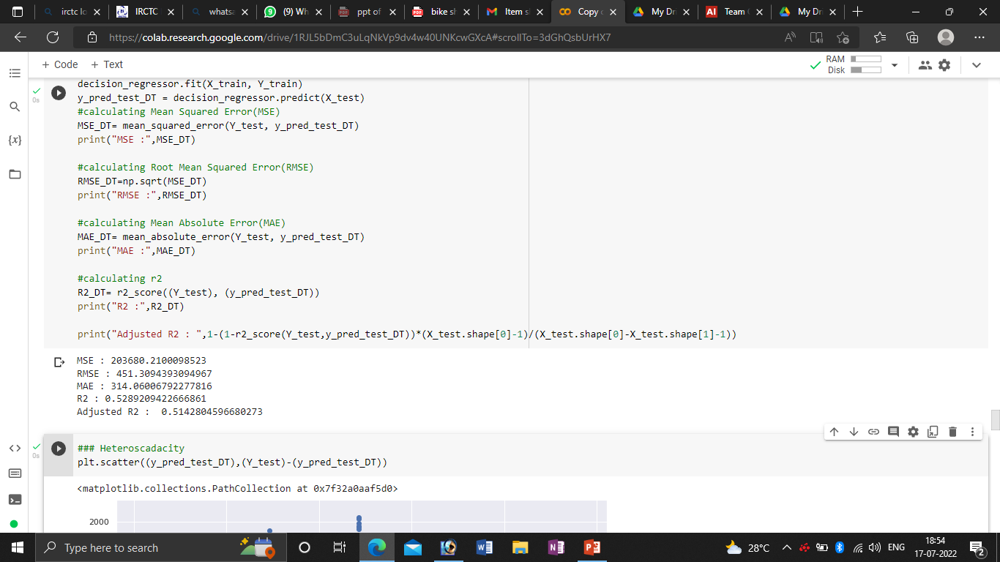 irctc lo
IRCTC
whatsa
(9) Wh
ppt of
bike sh
Item s
Copy o
My Dr
Team
My Dr
https://colab.research.google.com/drive/1RJL5bDmC3uLqNkVp9dv4w40UNKcwGXcA#scrollTo=3dGhQsbUrHX7
+ Code + Text
RAM
Disk
decision_regressor.fit(X_train, Y_train)
0s
y_pred_test_DT = decision_regressor.predict(X_test)
#calculating Mean Squared Error(MSE)
MSE_DT= mean_squared_error(Y_test, y_pred_test_DT)
print("MSE :",MSE_DT)
#calculating Root Mean Squared Error(RMSE)
RMSE_DT=np.sqrt(MSE_DT)
print("RMSE :",RMSE_DT)
#calculating Mean Absolute Error(MAE)
MAE_DT= mean_absolute_error(Y_test, y_pred_test_DT)
print("MAE :",MAE_DT)
#calculating r2
R2_DT= r2_score((Y_test), (y_pred_test_DT))
print("R2 :",R2_DT)
print("Adjusted R2 : ",1-(1-r2_score(Y_test,y_pred_test_DT))*(X_test.shape[0]-1)/(X_test.shape[0]-X_test.shape[1]-1))
MSE : 203680.2100098523
RMSE : 451.3094393094967
MAE : 314.06006792277816
R2 : 0.5289209422666861
Adjusted R2 :  0.5142804596680273
0s
### Heteroscadacity
plt.scatter((y_pred_test_DT),(Y_test)-(y_pred_test_DT))
<matplotlib.collections.PathCollection at 0x7f32a0aaf5d0>
2000
Type here to search
28°C
ENG
18:54
17-07-2022
2